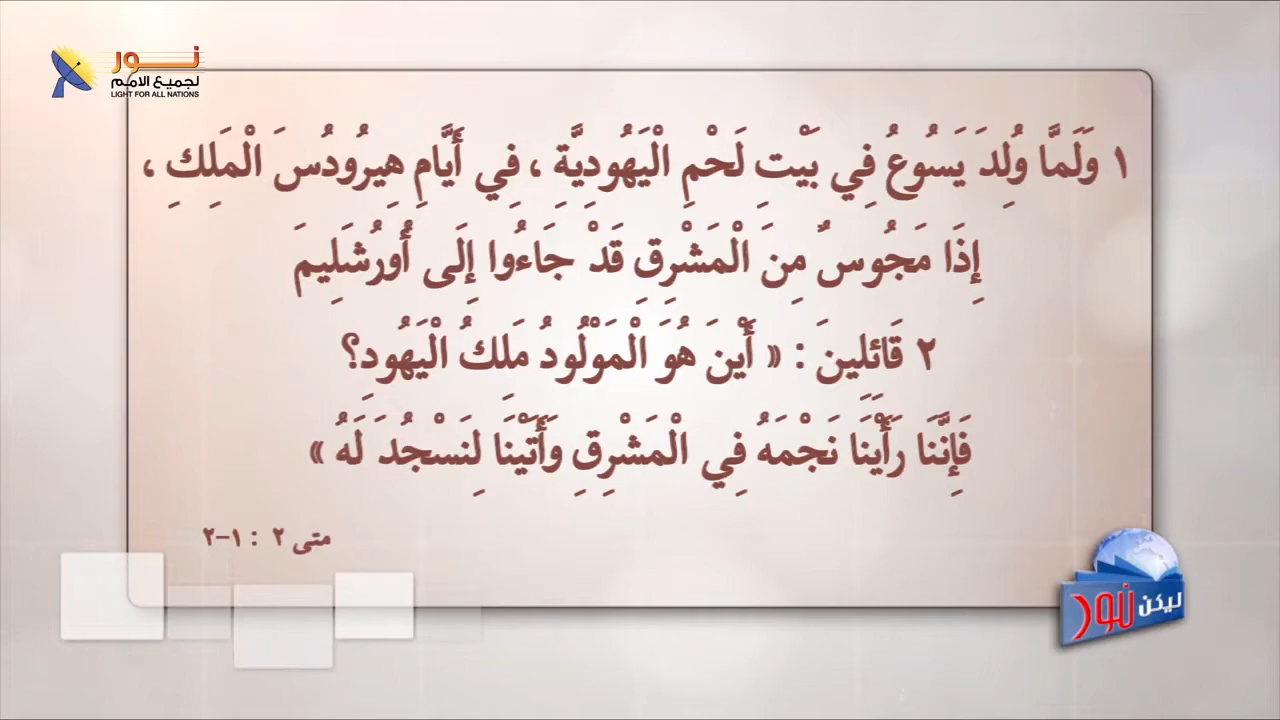 نور
لجميع الامم
LIGHT FOR ALL NATIONS
١ وَلَمَّا وُلِدَ يَسُوعُ فِي بَيْتِ لَحْمِ الْيَهُودِيَّةِ ، فِي أَيَّامِ هِيرُودُسَ الْمَلِكِ ،
إِذَا مَجُوسٌ مِنَ الْمَشْرِقِ قَدْ جَاءُوا إِلَى أُورُشَلِيمَ
٢ قَائِلِينَ : « أَيْنَ هُوَ الْمَوْلُودُ مَلِكُ الْيَهُودِ؟
فَإِنَّنَا رَأَيْنَا نَجْمَهُ فِي الْمَشْرِقِ وَأَتَيْنَا لِنَسْجُدَ لَهُ »
متى ٢ : ١-٢
ليكن نور